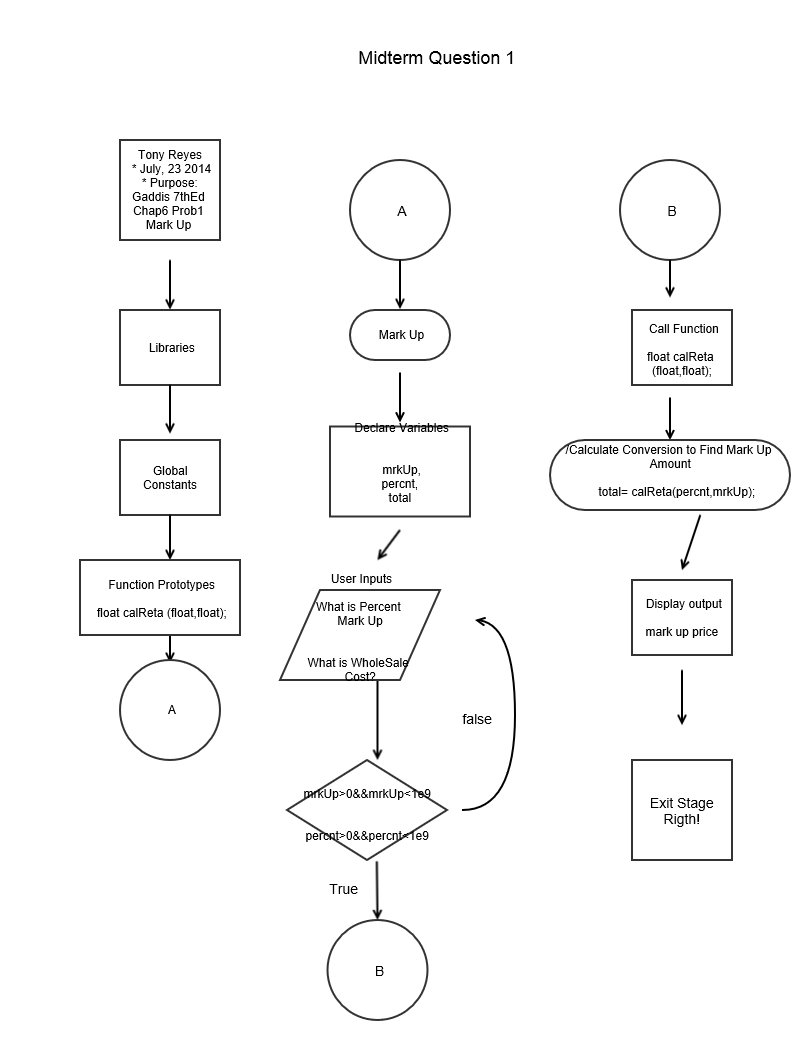 Midterm Question 1
Tony Reyes
* July, 23 2014
* Purpose:
Gaddis 7thEd
Chap6 Prob1
Mark Up
Libraries
Global
Constants
Function Prototypes
float calReta (float,float);
A
A
Mark Up
Declare Variables
mrkUp,
percnt,
total
User Inputs
What is Percent
Mark Up
What is WholeSale
Cost?
false
mrkUp>0&&mrkUp<1e9
percnt>0&&percnt<1e9
True
B
B
Call Function
float calReta
(float,float);
/Calculate Conversion to Find Mark Up
Amount
total= calReta(percnt,mrkUp);
Display output
mark up price
Exit Stage
Rigth!